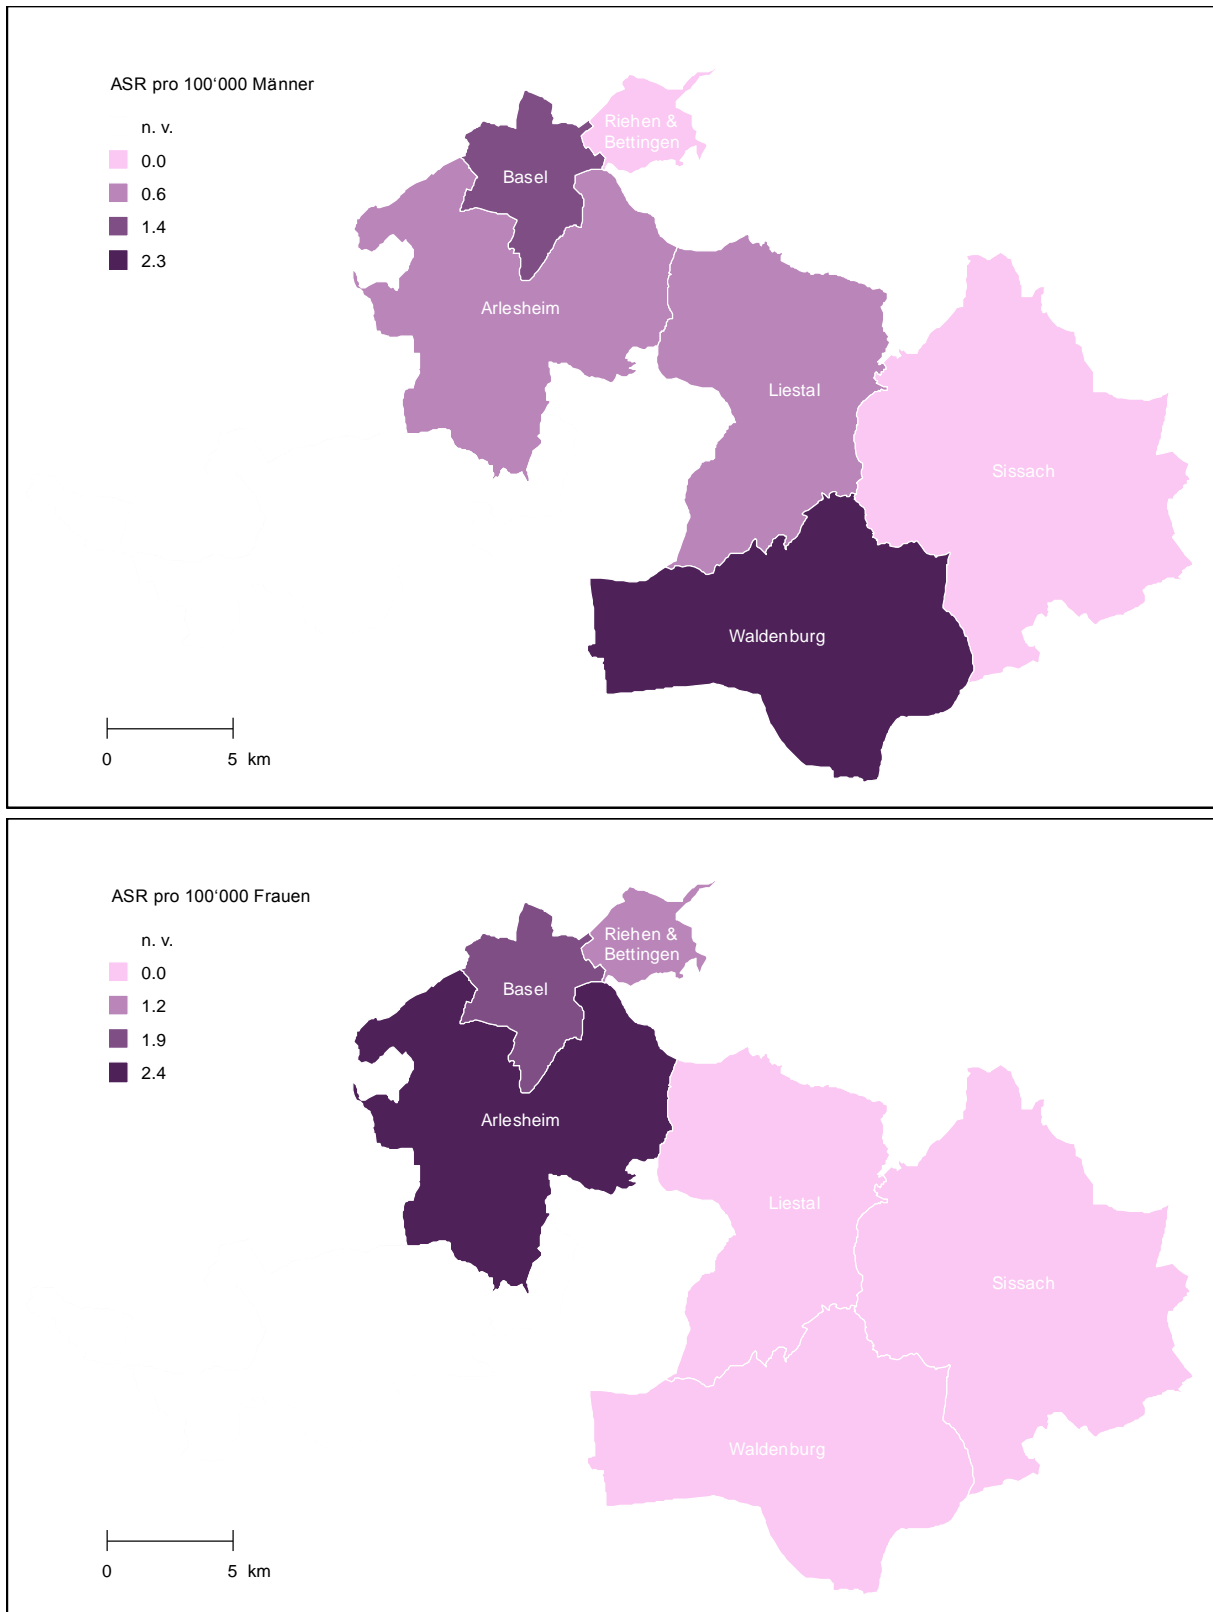 ASR pro 100‘000 Männer
n. v.
0.0
0.6
1.4
2.3
Riehen &
Bettingen
Basel
Arlesheim
Liestal
Sissach
Waldenburg
0 5 km
ASR pro 100‘000 Frauen
n. v.
0.0
1.2
1.9
2.4
Riehen &
Bettingen
Basel
Arlesheim
Liestal
Sissach
Waldenburg
0 5 km